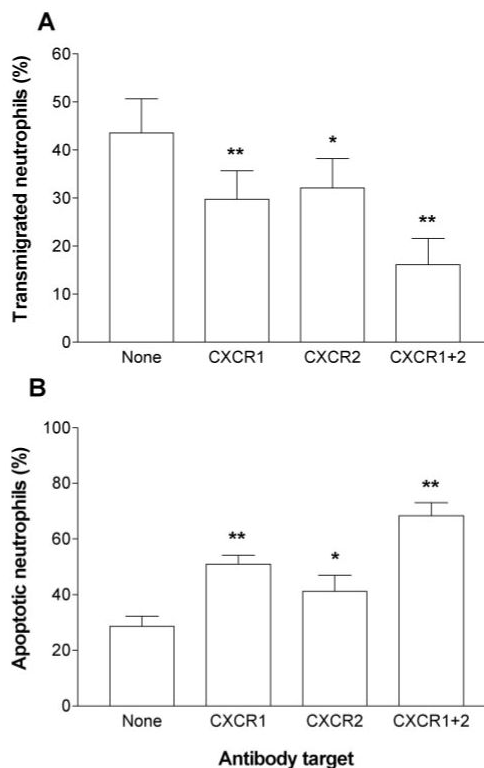 A
Transmigrated neutrophils (%)
60
50
40
30
20
10
0
**
*
**
None CXCR1 CXCR2 CXCR1+2
B
Apoptotic neutrophils (%)
100
80
60
40
20
0
**
*
**
None CXCR1 CXCR2 CXCR1+2
Antibody target